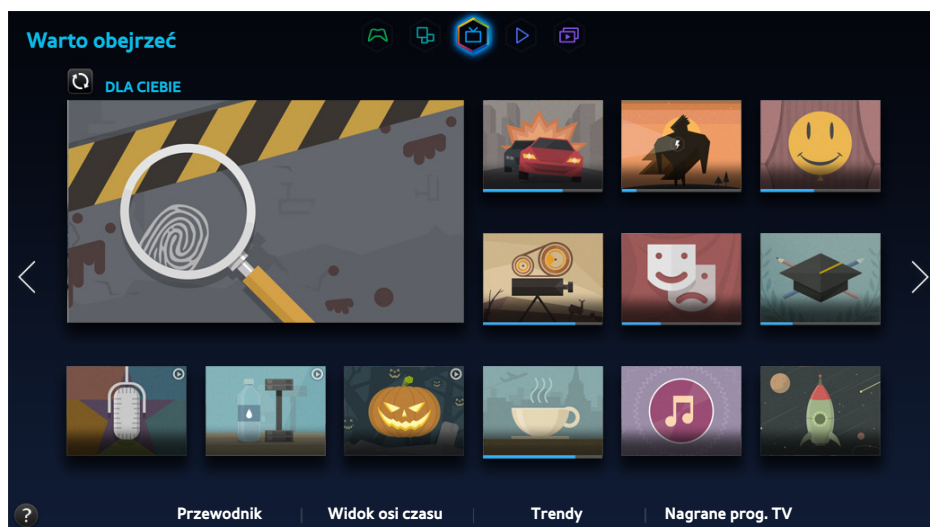 Warto obejrzeć
DLA CIEBIE
?
Przewodnik | Widok osi czasu | Trendy | Nagrane prog. TV